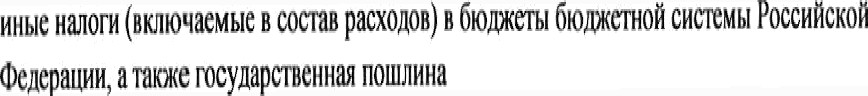 иные налоги (включаемые в состав расходов) в бюджеты бюджетной системы Российской
Федерации, а также государственная пошлина